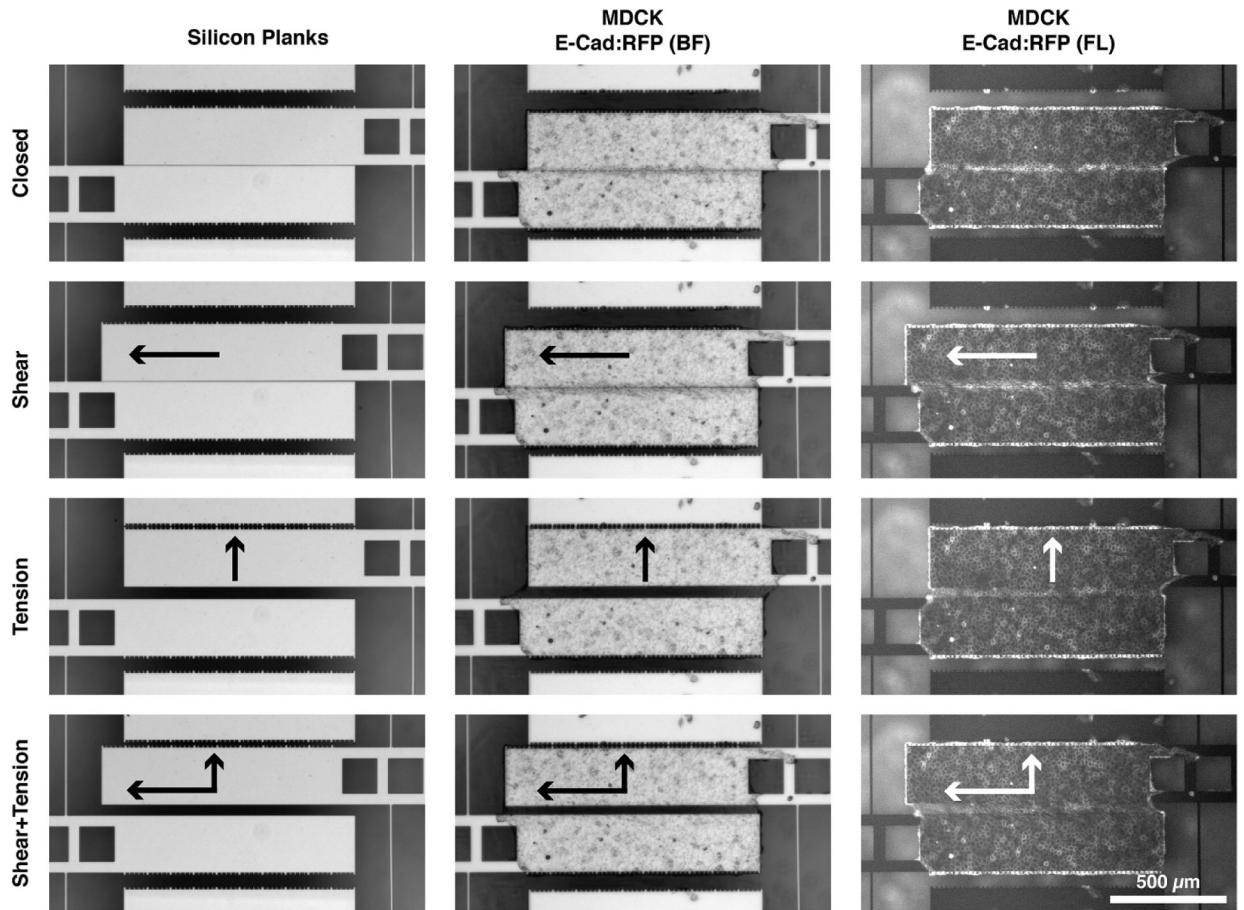 Silicon Planks
MDCK
E-Cad:RFP (BF)
MDCK
E-Cad:RFP (FL)
Closed
Shear
Tension
Shear+Tension
500 µm